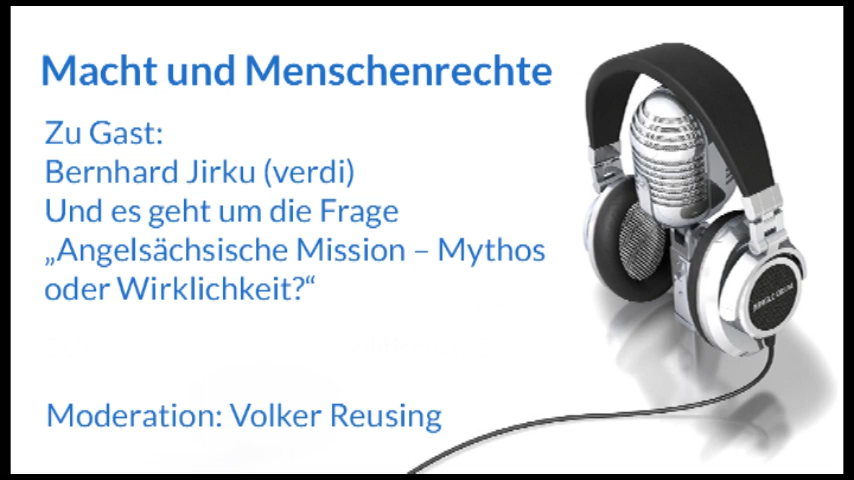 Macht und Menschenrechte
Zu Gast:
Bernhard Jirku (verdi)
Und es geht um die Frage
„Angelsächsische Mission – Mythos
oder Wirklichkeit?“
Moderation: Volker Reusing